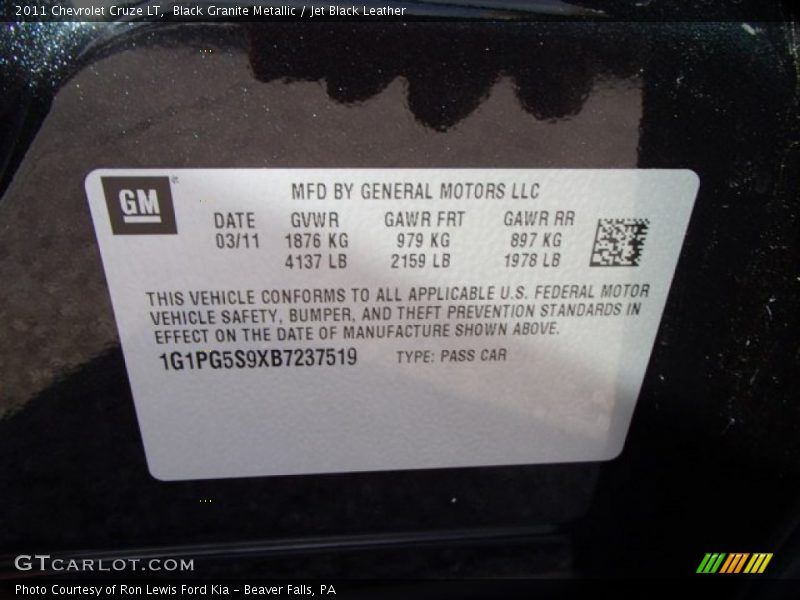 2011 Chevrolet Cruze LT, Black Granite Metallic / Jet Black Leather
GM
MFD BY GENERAL MOTORS LLC
DATE GVWR GAWR FRT GAWR RR
03/11 1876 KG 979 KG 897 KG
4137 LB 2159 LB 1978 LB
THIS VEHICLE CONFORMS TO ALL APPLICABLE U.S. FEDERAL MOTOR
VEHICLE SAFETY, BUMPER, AND THEFT PREVENTION STANDARDS IN
EFFECT ON THE DATE OF MANUFACTURE SHOWN ABOVE.
1G1PG5S9XB7237519 TYPE: PASS CAR
GTCARLOT.COM
Photo Courtesy of Ron Lewis Ford Kia - Beaver Falls, PA